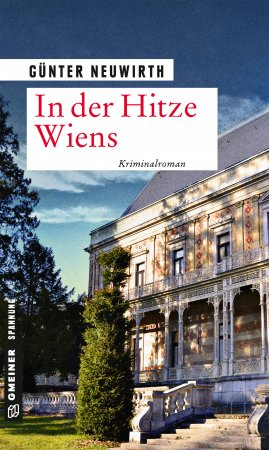 GÜNTER NEUWIRTH
In der Hitze
Wiens
Kriminalroman
GMEINER SPANNUNG